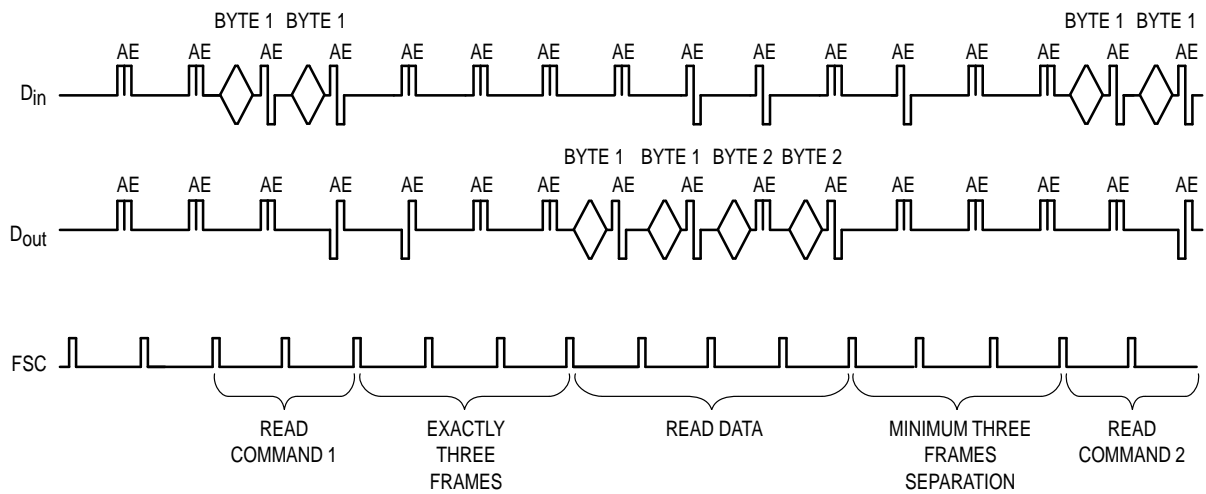 BYTE 1 BYTE 1 BYTE 1 BYTE 1
AE AE AE AE AE AE AE AE AE AE AE AE AE AE AE AE
Din
BYTE 1 BYTE 1 BYTE 2 BYTE 2
AE AE AE AE AE AE AE AE AE AE AE AE AE AE AE AE
Dout
FSC
READ
COMMAND 1
EXACTLY
THREE
FRAMES
READ DATA
MINIMUM THREE
FRAMES
SEPARATION
READ
COMMAND 2